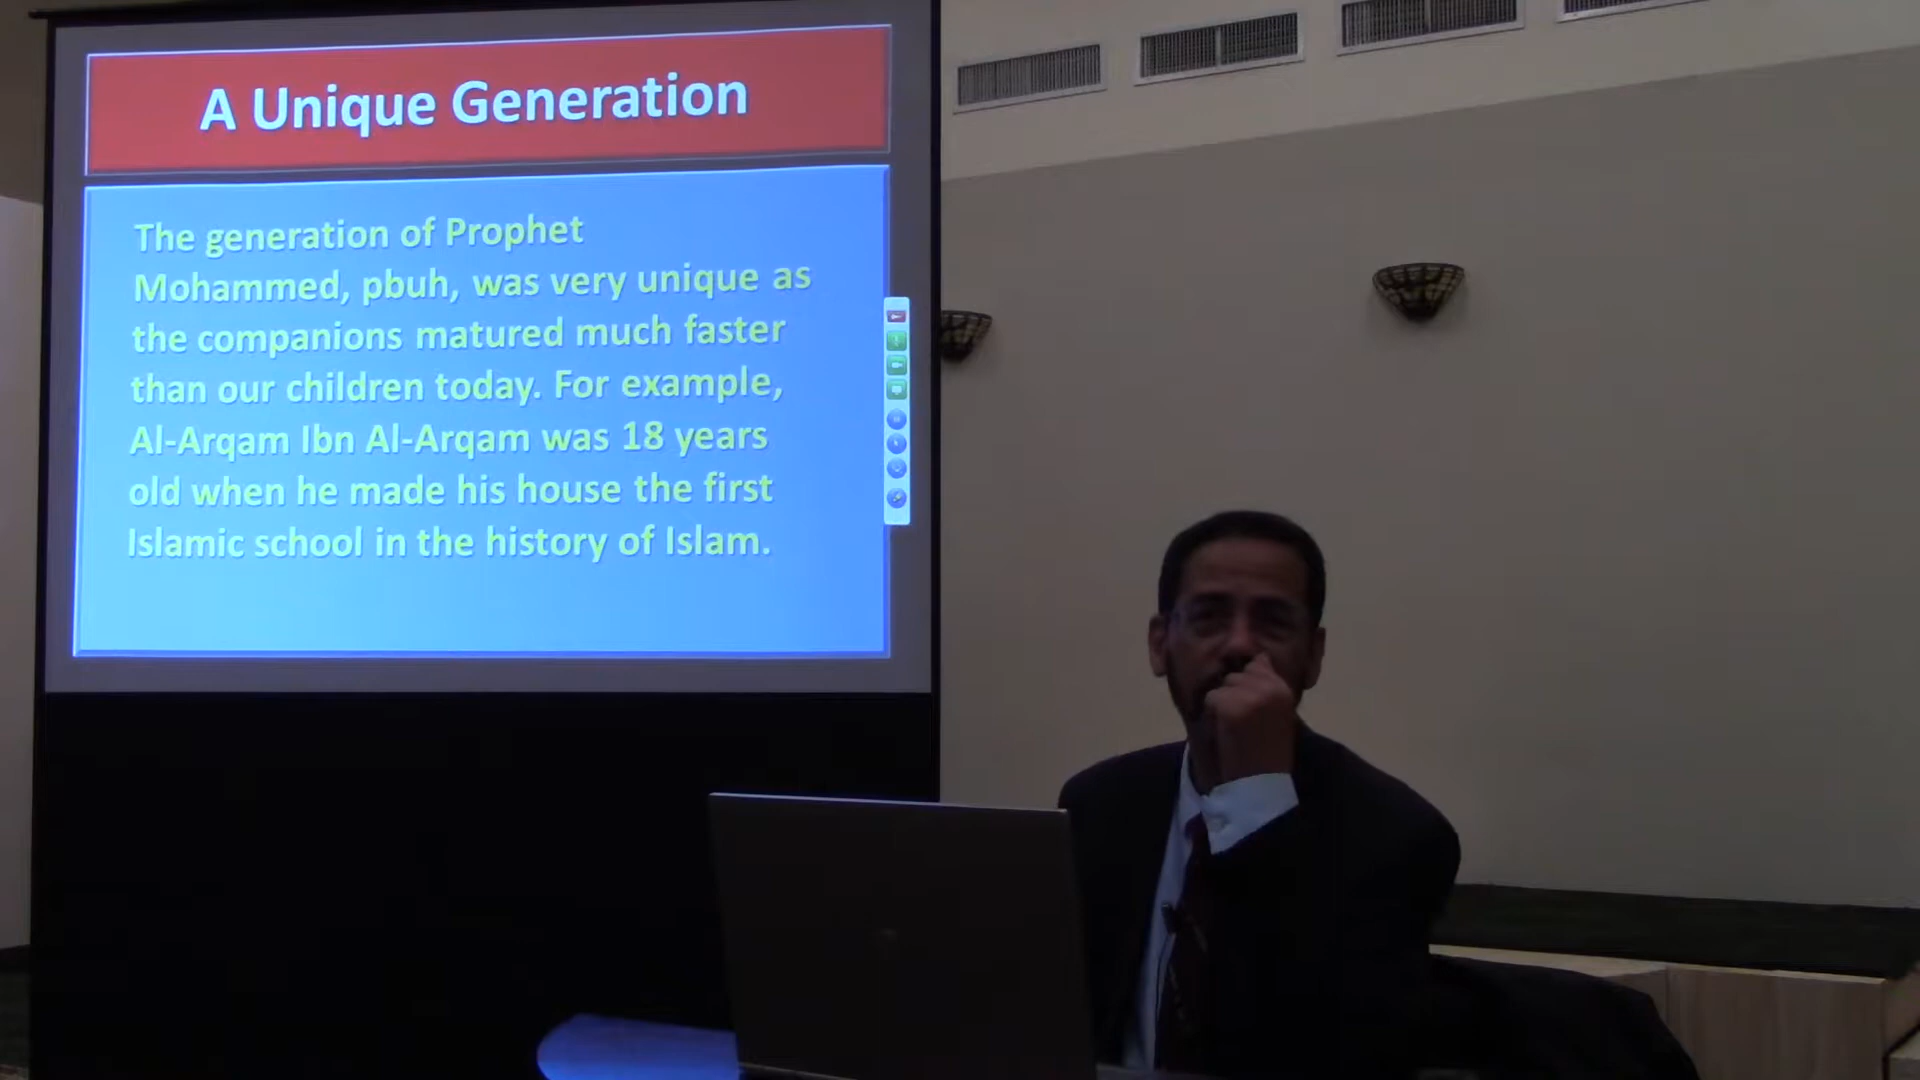 A Unique Generation
The generation of Prophet
Mohammed, pbuh, was very unique as
the companions matured much faster
than our children today. For example,
Al-Arqam Ibn Al-Arqam was 18 years
old when he made his house the first
Islamic school in the history of Islam.